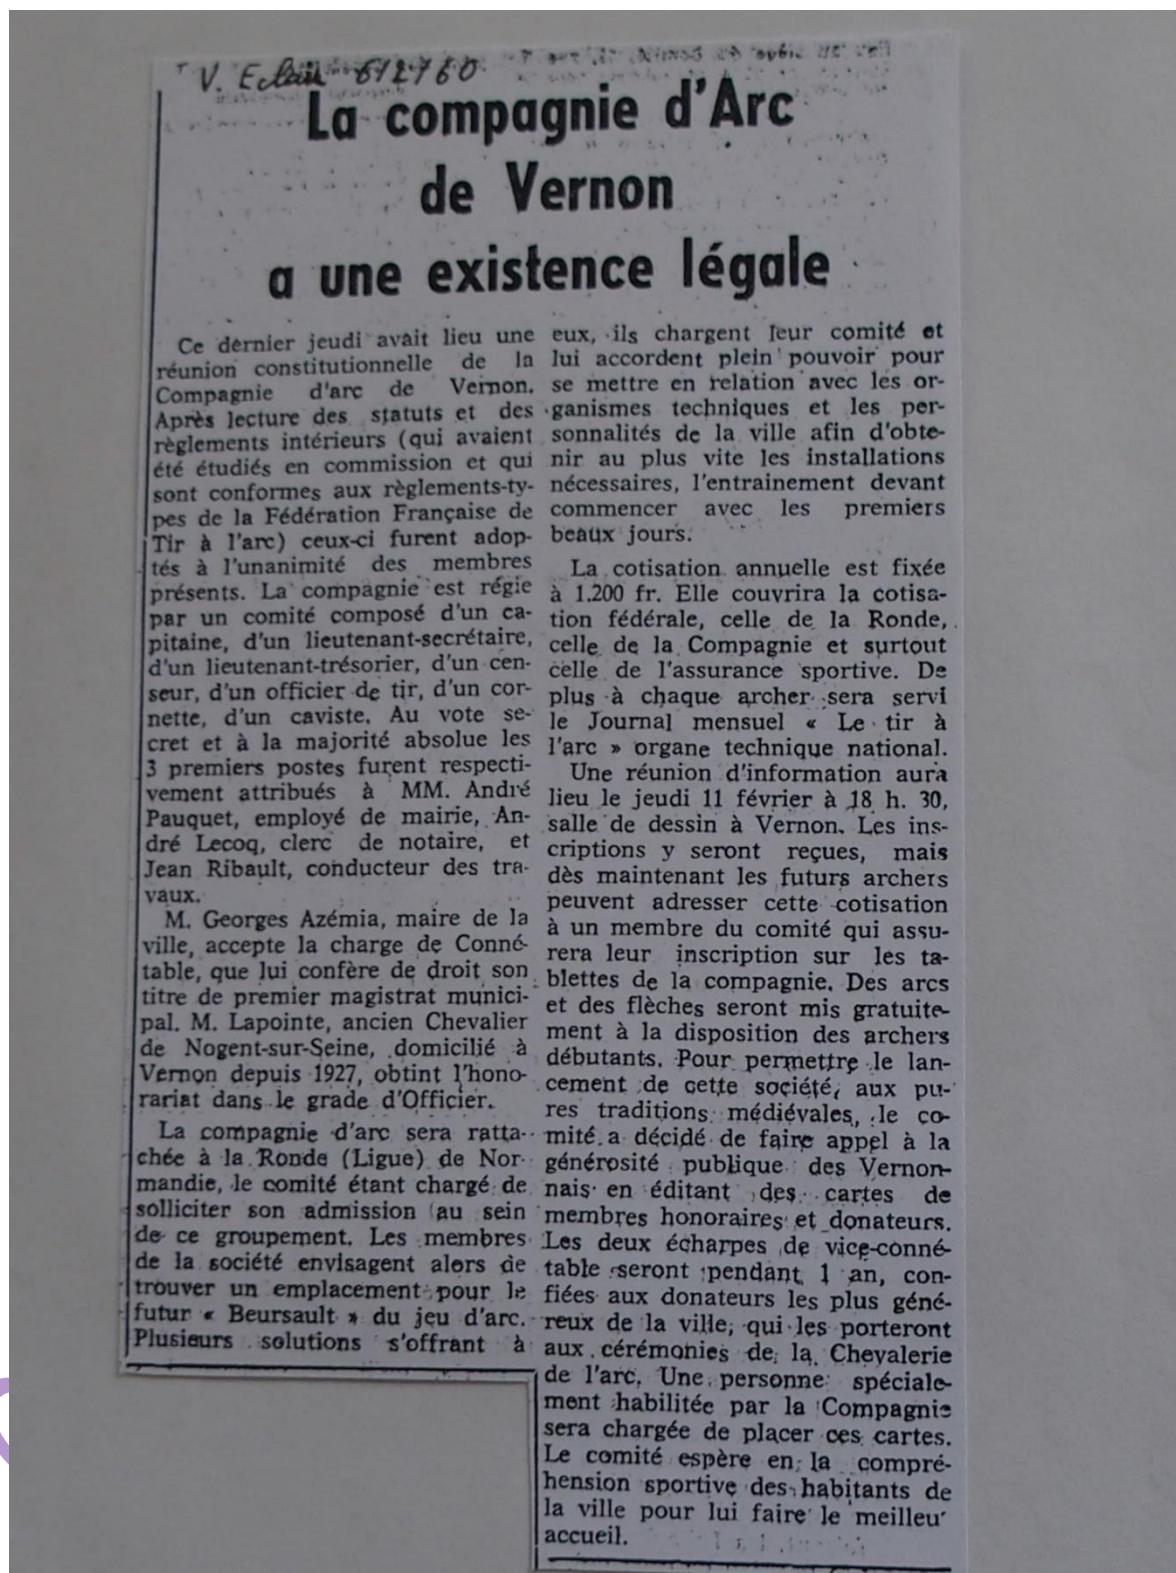 V. Eclair 6/2/60
La compagnie d'Arc
de Vernon
a une existence légale
Ce dernier jeudi avait lieu une
réunion constitutionnelle de la
Compagnie d'arc de Vernon.
Après lecture des statuts et des
règlements intérieurs (qui avaient
été étudiés en commission et qui
sont conformes aux règlements-ty-
pes de la Fédération Française de
Tir à l'arc) ceux-ci furent adop-
tés à l'unanimité des membres
présents. La compagnie est régie
par un comité composé d'un ca-
pitaine, d'un lieutenant-secrétaire,
d'un lieutenant-trésorier, d'un cen-
seur, d'un officier de tir, d'un cor-
nette, d'un caviste. Au vote se-
cret et à la majorité absolue les
3 premiers postes furent respecti-
vement attribués à MM. André
Pauquet, employé de mairie, An-
dré Lecoq, clerc de notaire, et
Jean Ribault, conducteur des tra-
vaux.
M. Georges Azémia, maire de la
ville, accepte la charge de Conné-
table, que lui confère de droit son
titre de premier magistrat munici-
pal. M. Lapointe, ancien Chevalier
de Nogent-sur-Seine, domicilié à
Vernon depuis 1927, obtint l'hono-
rariat dans le grade d'Officier.
La compagnie d'arc sera ratta-
chée à la Ronde (Ligue) de Nor-
mandie, le comité étant chargé de
solliciter son admission au sein
de ce groupement. Les membres
de la société envisagent alors de
trouver un emplacement pour le
futur « Beursault » du jeu d'arc.
Plusieurs solutions s'offrant à
eux, ils chargent leur comité et
lui accordent plein pouvoir pour
se mettre en relation avec les or-
ganismes techniques et les per-
sonnalités de la ville afin d'obte-
nir au plus vite les installations
nécessaires, l'entrainement devant
commencer avec les premiers
beaux jours.
La cotisation annuelle est fixée
à 1.200 fr. Elle couvrira la cotisa-
tion fédérale, celle de la Ronde,
celle de la Compagnie et surtout
celle de l'assurance sportive. De
plus à chaque archer sera servi
le Journal mensuel « Le tir à
l'arc » organe technique national.
Une réunion d'information aura
lieu le jeudi 11 février à 18 h. 30,
salle de dessin à Vernon. Les ins-
criptions y seront reçues, mais
dès maintenant les futurs archers
peuvent adresser cette cotisation
à un membre du comité qui assu-
rera leur inscription sur les ta-
blettes de la compagnie. Des arcs
et des flèches seront mis gratuite-
ment à la disposition des archers
débutants. Pour permettre le lan-
cement de cette société, aux pu-
res traditions médiévales, le co-
mité a décidé de faire appel à la
générosité publique des Vernon-
nais en éditant des cartes de
membres honoraires et donateurs.
Les deux écharpes de vice-conné-
table seront pendant 1 an, con-
fiées aux donateurs les plus géné-
reux de la ville, qui les porteront
aux cérémonies de la Chevalerie
de l'arc. Une personne spéciale-
ment habilitée par la Compagnie
sera chargée de placer ces cartes.
Le comité espère en la compré-
hension sportive des habitants de
la ville pour lui faire le meilleur
accueil.